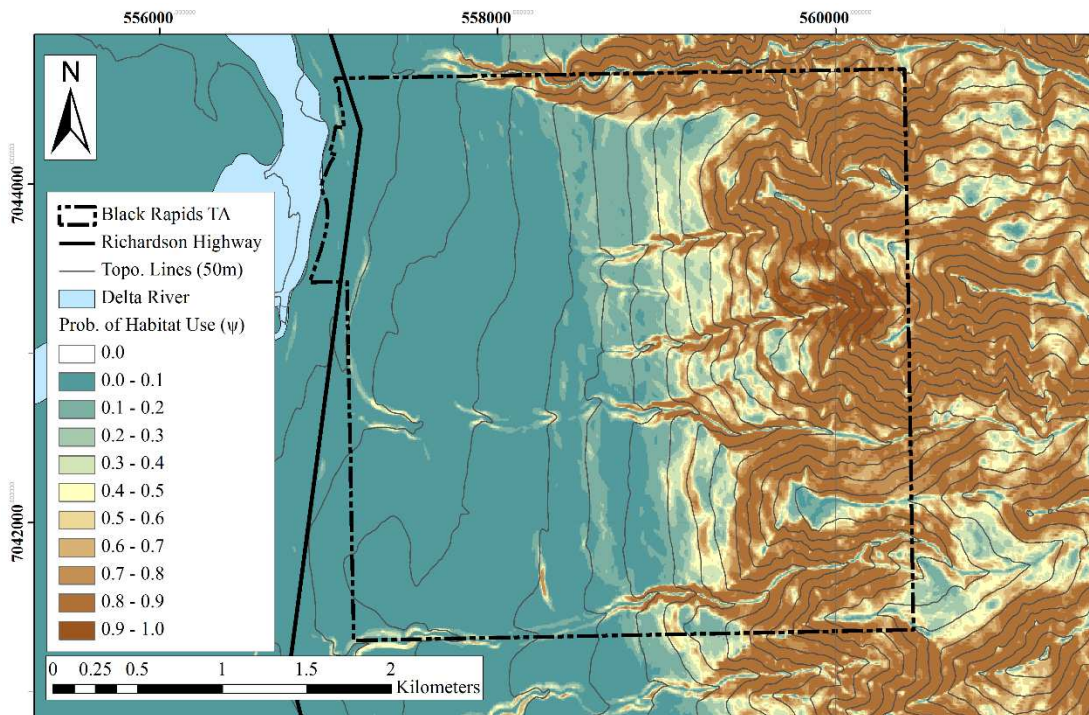 556000
558000
560000
N
7044000
Black Rapids TA
Richardson Highway
Topo. Lines (50m)
Delta River
Prob. of Habitat Use (ψ)
0.0
0.0 - 0.1
0.1 - 0.2
0.2 - 0.3
0.3 - 0.4
0.4 - 0.5
0.5 - 0.6
0.6 - 0.7
0.7 - 0.8
0.8 - 0.9
0.9 - 1.0
7042000
0 0.25 0.5 1 1.5 2
Kilometers